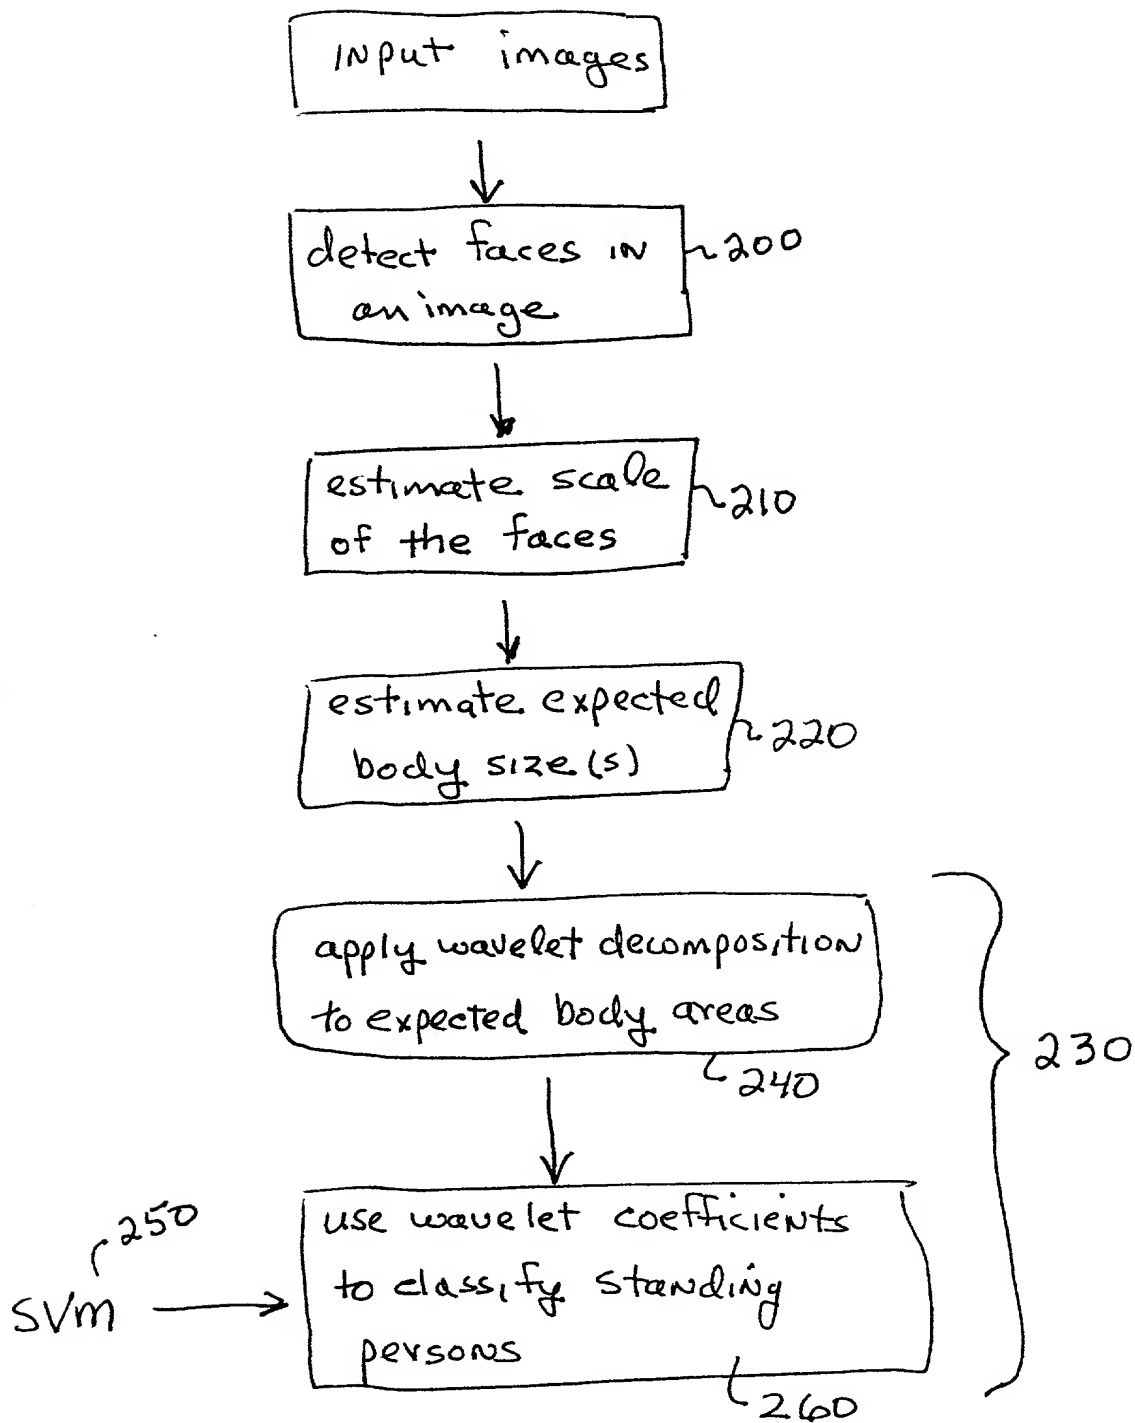 INPUT images
detect faces IN
an image
200
estimate scale
of the faces
210
estimate expected
body size(s)
220
apply wavelet decomposition
to expected body areas
240
230
use wavelet coefficients
to classify standing
persons
250
SVM
260